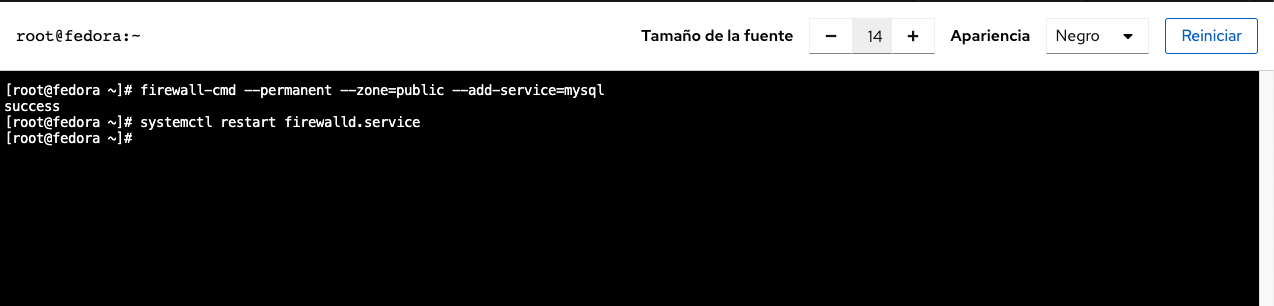 root@fedora:~ Tamaño de la fuente − 14 + Apariencia Negro Reiniciar
[root@fedora ~]# firewall-cmd --permanent --zone=public --add-service=mysql
success
[root@fedora ~]# systemctl restart firewalld.service
[root@fedora ~]#